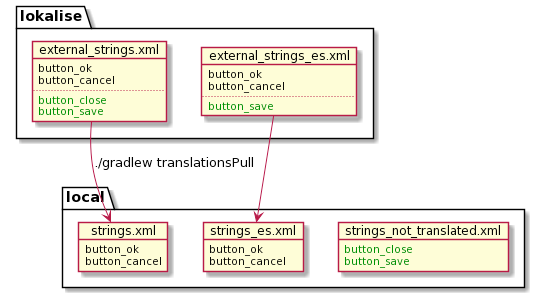 lokalise
external_strings.xml
button_ok
button_cancel
button_close
button_save
external_strings_es.xml
button_ok
button_cancel
button_save
./gradlew translationsPull
local
strings.xml
button_ok
button_cancel
strings_es.xml
button_ok
button_cancel
strings_not_translated.xml
button_close
button_save